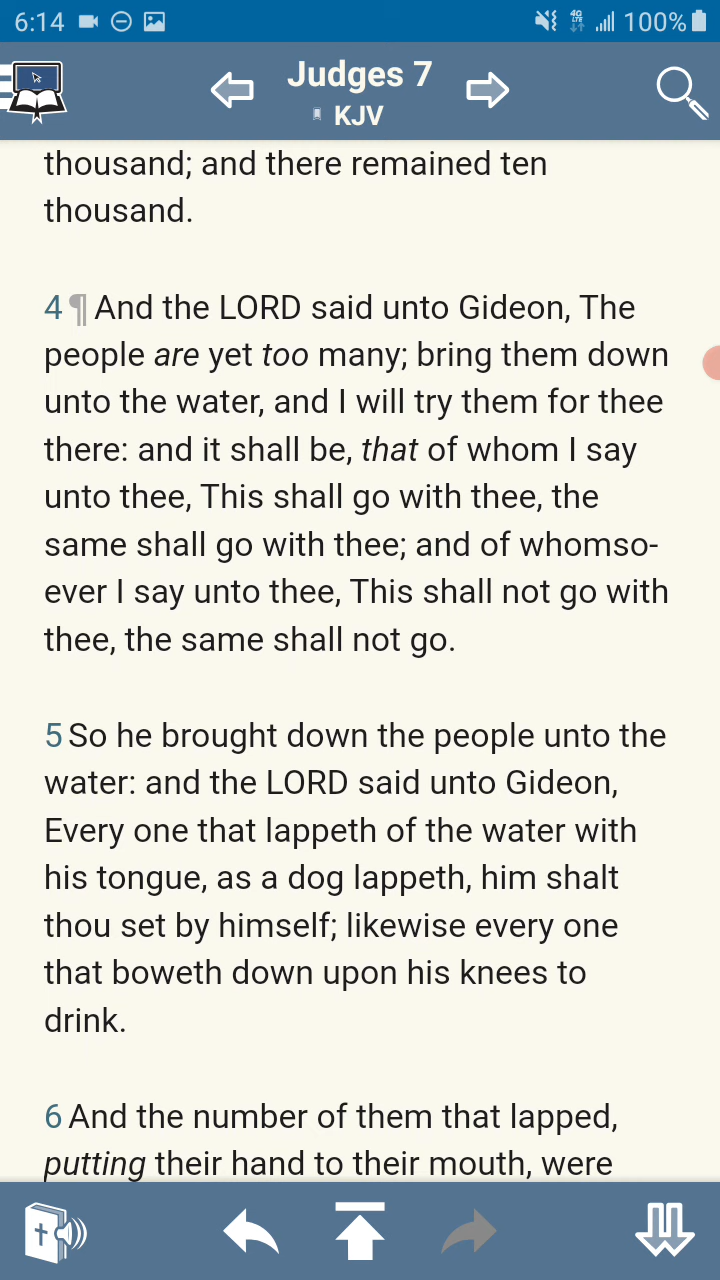 6:14
4G
LTE
100%
Judges 7
KJV
thousand; and there remained ten
thousand.
4 ¶ And the LORD said unto Gideon, The
people are yet too many; bring them down
unto the water, and I will try them for thee
there: and it shall be, that of whom I say
unto thee, This shall go with thee, the
same shall go with thee; and of whomso-
ever I say unto thee, This shall not go with
thee, the same shall not go.
5 So he brought down the people unto the
water: and the LORD said unto Gideon,
Every one that lappeth of the water with
his tongue, as a dog lappeth, him shalt
thou set by himself; likewise every one
that boweth down upon his knees to
drink.
6 And the number of them that lapped,
putting their hand to their mouth, were